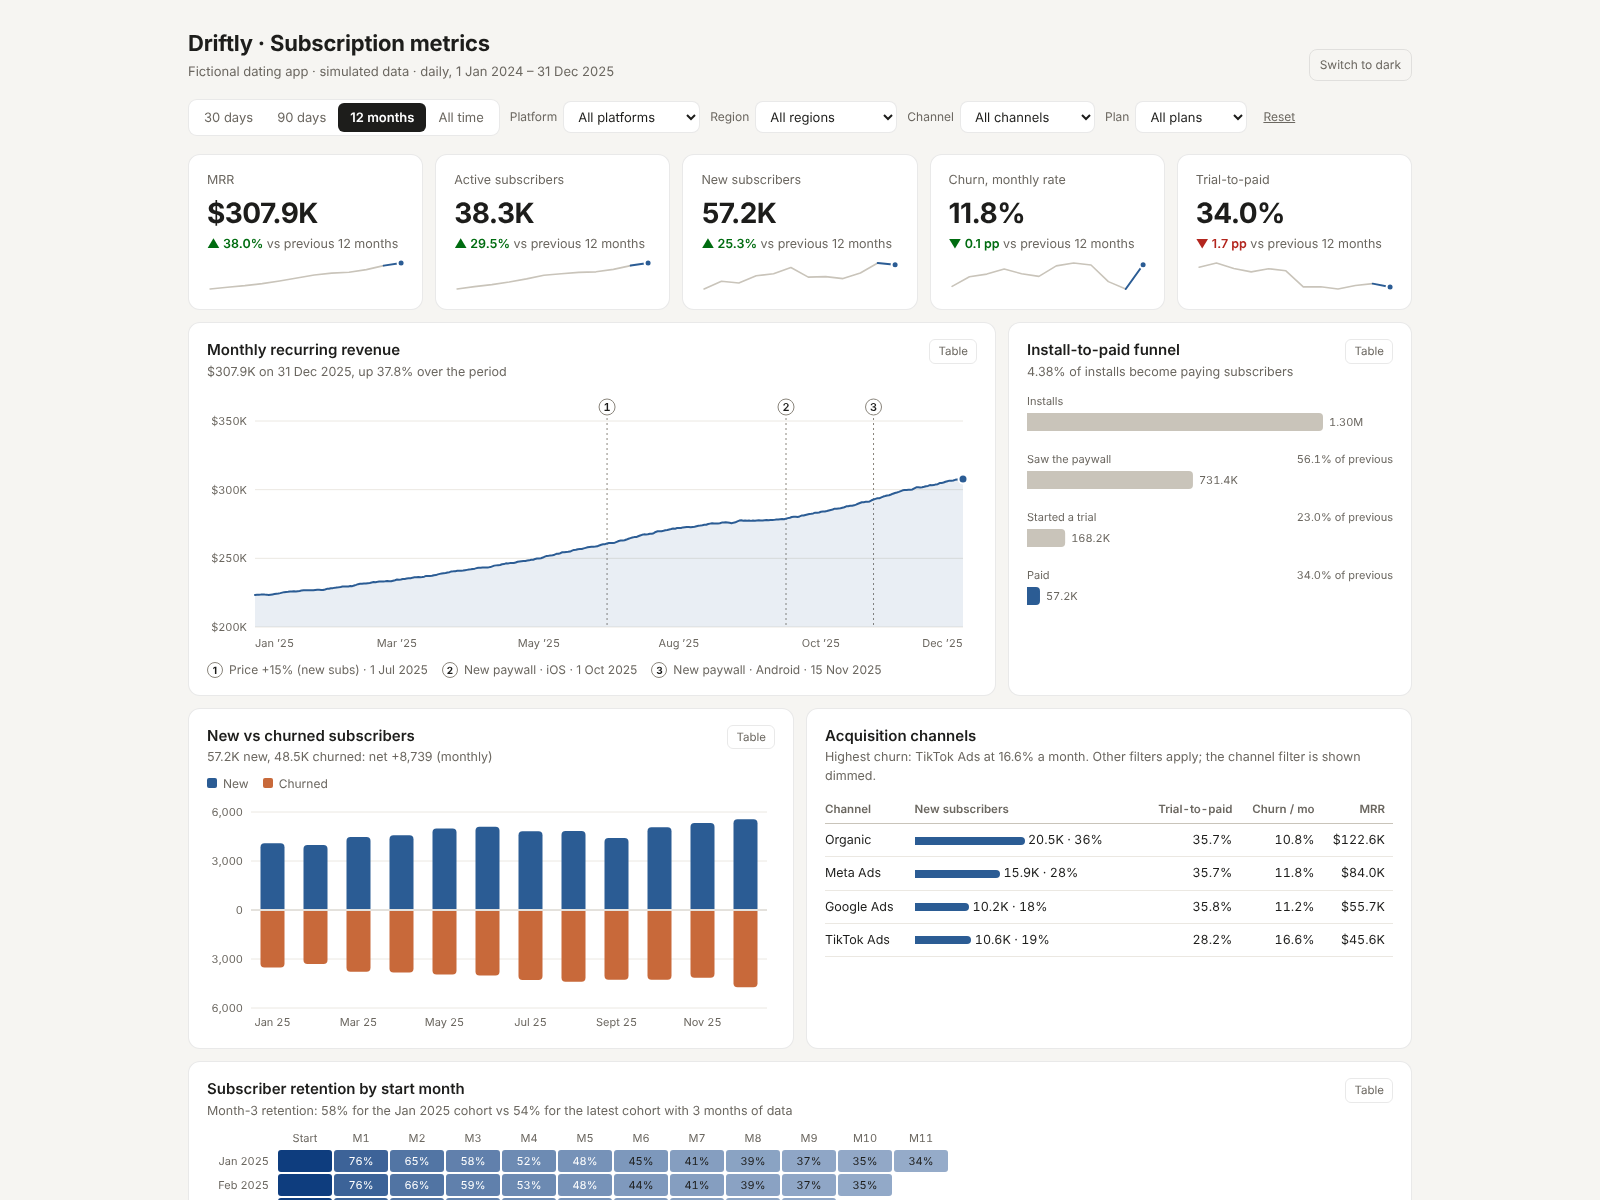 Driftly · Subscription metrics
Fictional dating app · simulated data · daily, 1 Jan 2024 – 31 Dec 2025
Switch to dark
30 days 90 days 12 months All time Platform All platforms Region All regions Channel All channels Plan All plans Reset
MRR
$307.9K
▲ 38.0% vs previous 12 months
Active subscribers
38.3K
▲ 29.5% vs previous 12 months
New subscribers
57.2K
▲ 25.3% vs previous 12 months
Churn, monthly rate
11.8%
▼ 0.1 pp vs previous 12 months
Trial-to-paid
34.0%
▼ 1.7 pp vs previous 12 months
Monthly recurring revenue
Table
$307.9K on 31 Dec 2025, up 37.8% over the period
1 2 3
$350K
$300K
$250K
$200K
Jan '25 Mar '25 May '25 Aug '25 Oct '25 Dec '25
1 Price +15% (new subs) · 1 Jul 2025 2 New paywall · iOS · 1 Oct 2025 3 New paywall · Android · 15 Nov 2025
Install-to-paid funnel
Table
4.38% of installs become paying subscribers
Installs
1.30M
Saw the paywall 56.1% of previous
731.4K
Started a trial 23.0% of previous
168.2K
Paid 34.0% of previous
57.2K
New vs churned subscribers
Table
57.2K new, 48.5K churned: net +8,739 (monthly)
New Churned
6,000
3,000
0
3,000
6,000
Jan 25 Mar 25 May 25 Jul 25 Sept 25 Nov 25
Acquisition channels
Highest churn: TikTok Ads at 16.6% a month. Other filters apply; the channel filter is shown
dimmed.
Channel New subscribers Trial-to-paid Churn / mo MRR
Organic 20.5K · 36% 35.7% 10.8% $122.6K
Meta Ads 15.9K · 28% 35.7% 11.8% $84.0K
Google Ads 10.2K · 18% 35.8% 11.2% $55.7K
TikTok Ads 10.6K · 19% 28.2% 16.6% $45.6K
Subscriber retention by start month
Table
Month-3 retention: 58% for the Jan 2025 cohort vs 54% for the latest cohort with 3 months of data
Start M1 M2 M3 M4 M5 M6 M7 M8 M9 M10 M11
Jan 2025 76% 65% 58% 52% 48% 45% 41% 39% 37% 35% 34%
Feb 2025 76% 66% 59% 53% 48% 44% 41% 39% 37% 35%